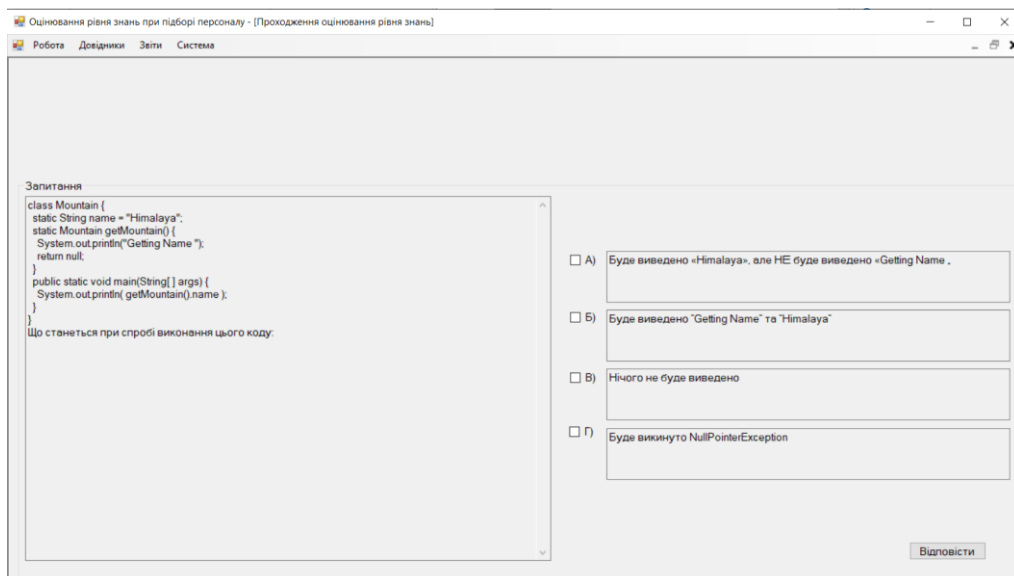 Оцінювання рівня знань при підборі персоналу - [Проходження оцінювання рівня знань]
Робота Довідники Звіти Система
Запитання
class Mountain {
static String name = "Himalaya";
static Mountain getMountain() {
System.out.println("Getting Name ");
return null;
}
public static void main(String[ ] args) {
System.out.println( getMountain().name );
}
}
Що станеться при спробі виконання цього коду:
А) Буде виведено «Himalaya», але НЕ буде виведено «Getting Name „
Б) Буде виведено "Getting Name" та "Himalaya"
В) Нічого не буде виведено
Г) Буде викинуто NullPointerException
Відповісти